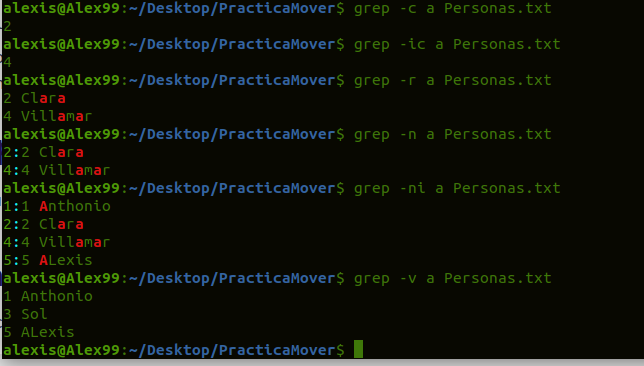 alexis@Alex99:~/Desktop/PracticaMover$ grep -c a Personas.txt
2
alexis@Alex99:~/Desktop/PracticaMover$ grep -ic a Personas.txt
4
alexis@Alex99:~/Desktop/PracticaMover$ grep -r a Personas.txt
2 Clara
4 Villamar
alexis@Alex99:~/Desktop/PracticaMover$ grep -n a Personas.txt
2:2 Clara
4:4 Villamar
alexis@Alex99:~/Desktop/PracticaMover$ grep -ni a Personas.txt
1:1 Anthonio
2:2 Clara
4:4 Villamar
5:5 ALexis
alexis@Alex99:~/Desktop/PracticaMover$ grep -v a Personas.txt
1 Anthonio
3 Sol
5 ALexis
alexis@Alex99:~/Desktop/PracticaMover$